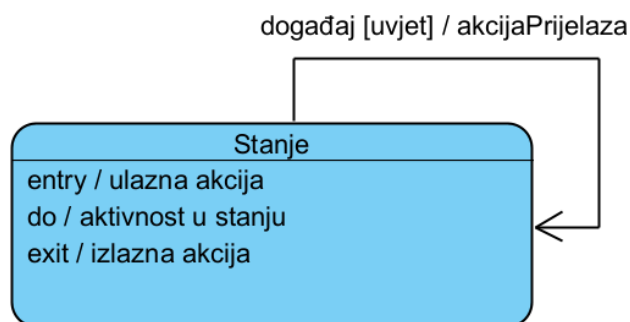 događaj [uvjet] / akcijaPrijelaza
Stanje
entry / ulazna akcija
do / aktivnost u stanju
exit / izlazna akcija